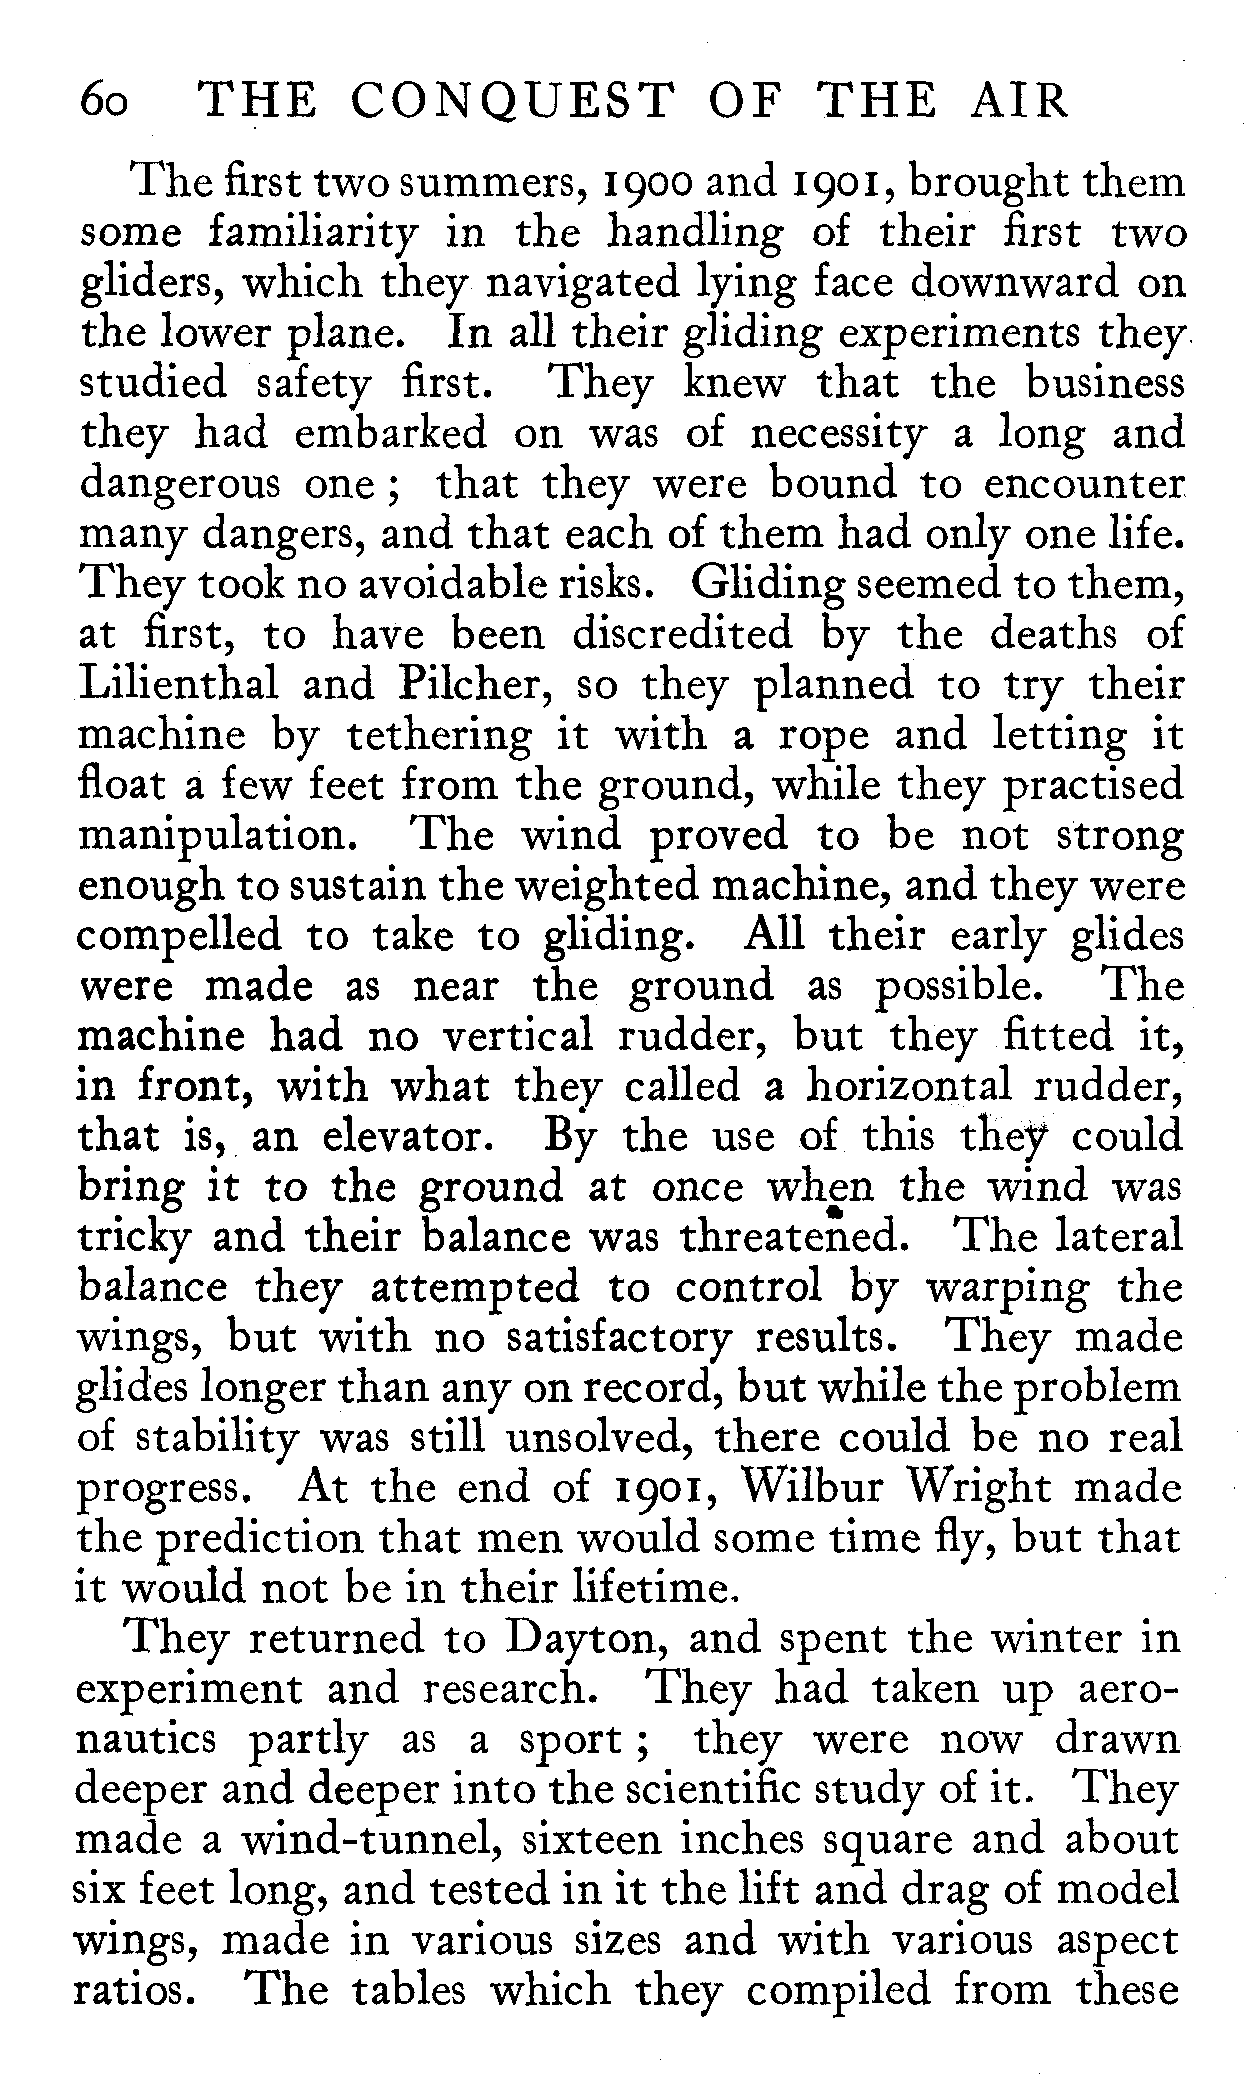 60 THE CONQUEST OF THE AIR
The first two summers, 1900 and 1901, brought them
some familiarity in the handling of their first two
gliders, which they navigated lying face downward on
the lower plane. In all their gliding experiments they
studied safety first. They knew that the business
they had embarked on was of necessity a long and
dangerous one ; that they were bound to encounter
many dangers, and that each of them had only one life.
They took no avoidable risks. Gliding seemed to them,
at first, to have been discredited by the deaths of
Lilienthal and Pilcher, so they planned to try their
machine by tethering it with a rope and letting it
float a few feet from the ground, while they practised
manipulation. The wind proved to be not strong
enough to sustain the weighted machine, and they were
compelled to take to gliding. All their early glides
were made as near the ground as possible. The
machine had no vertical rudder, but they fitted it,
in front, with what they called a horizontal rudder,
that is, an elevator. By the use of this they could
bring it to the ground at once when the wind was
tricky and their balance was threatened. The lateral
balance they attempted to control by warping the
wings, but with no satisfactory results. They made
glides longer than any on record, but while the problem
of stability was still unsolved, there could be no real
progress. At the end of 1901, Wilbur Wright made
the prediction that men would some time fly, but that
it would not be in their lifetime.
They returned to Dayton, and spent the winter in
experiment and research. They had taken up aero-
nautics partly as a sport ; they were now drawn
deeper and deeper into the scientific study of it. They
made a wind-tunnel, sixteen inches square and about
six feet long, and tested in it the lift and drag of model
wings, made in various sizes and with various aspect
ratios. The tables which they compiled from these